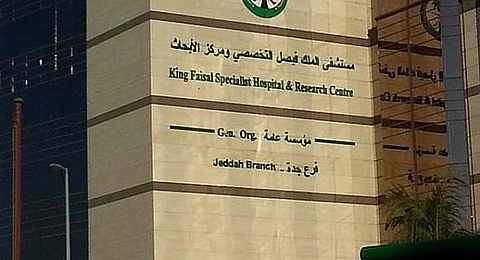 مستشفى الملك فيصل التخصصي ومركز الأبحاث
King Faisal Specialist Hospital & Research Centre
Gen. Org. مؤسسة عامة
Jeddah Branch _ فرع جدة